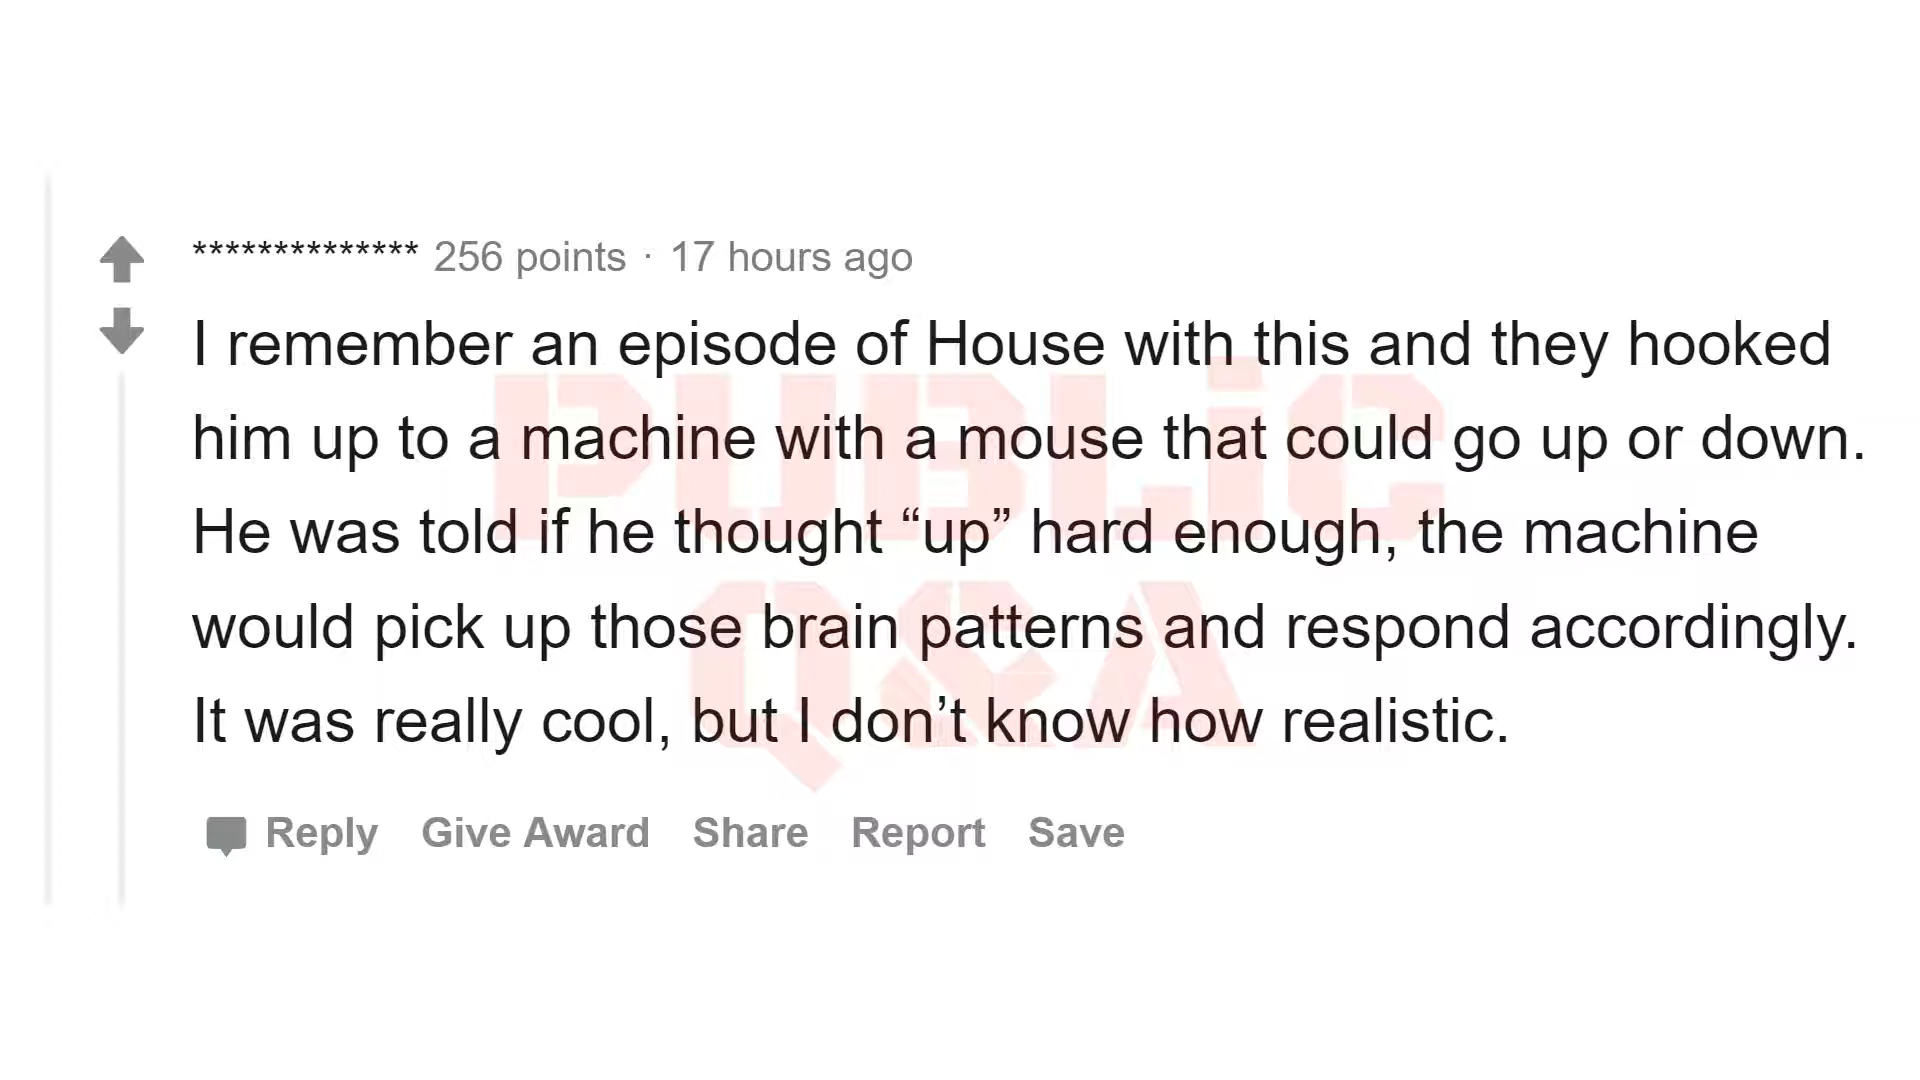 ************** 256 points · 17 hours ago
I remember an episode of House with this and they hooked
him up to a machine with a mouse that could go up or down.
He was told if he thought “up” hard enough, the machine
would pick up those brain patterns and respond accordingly.
It was really cool, but I don’t know how realistic.
PUBLiC
Q&A
Reply Give Award Share Report Save